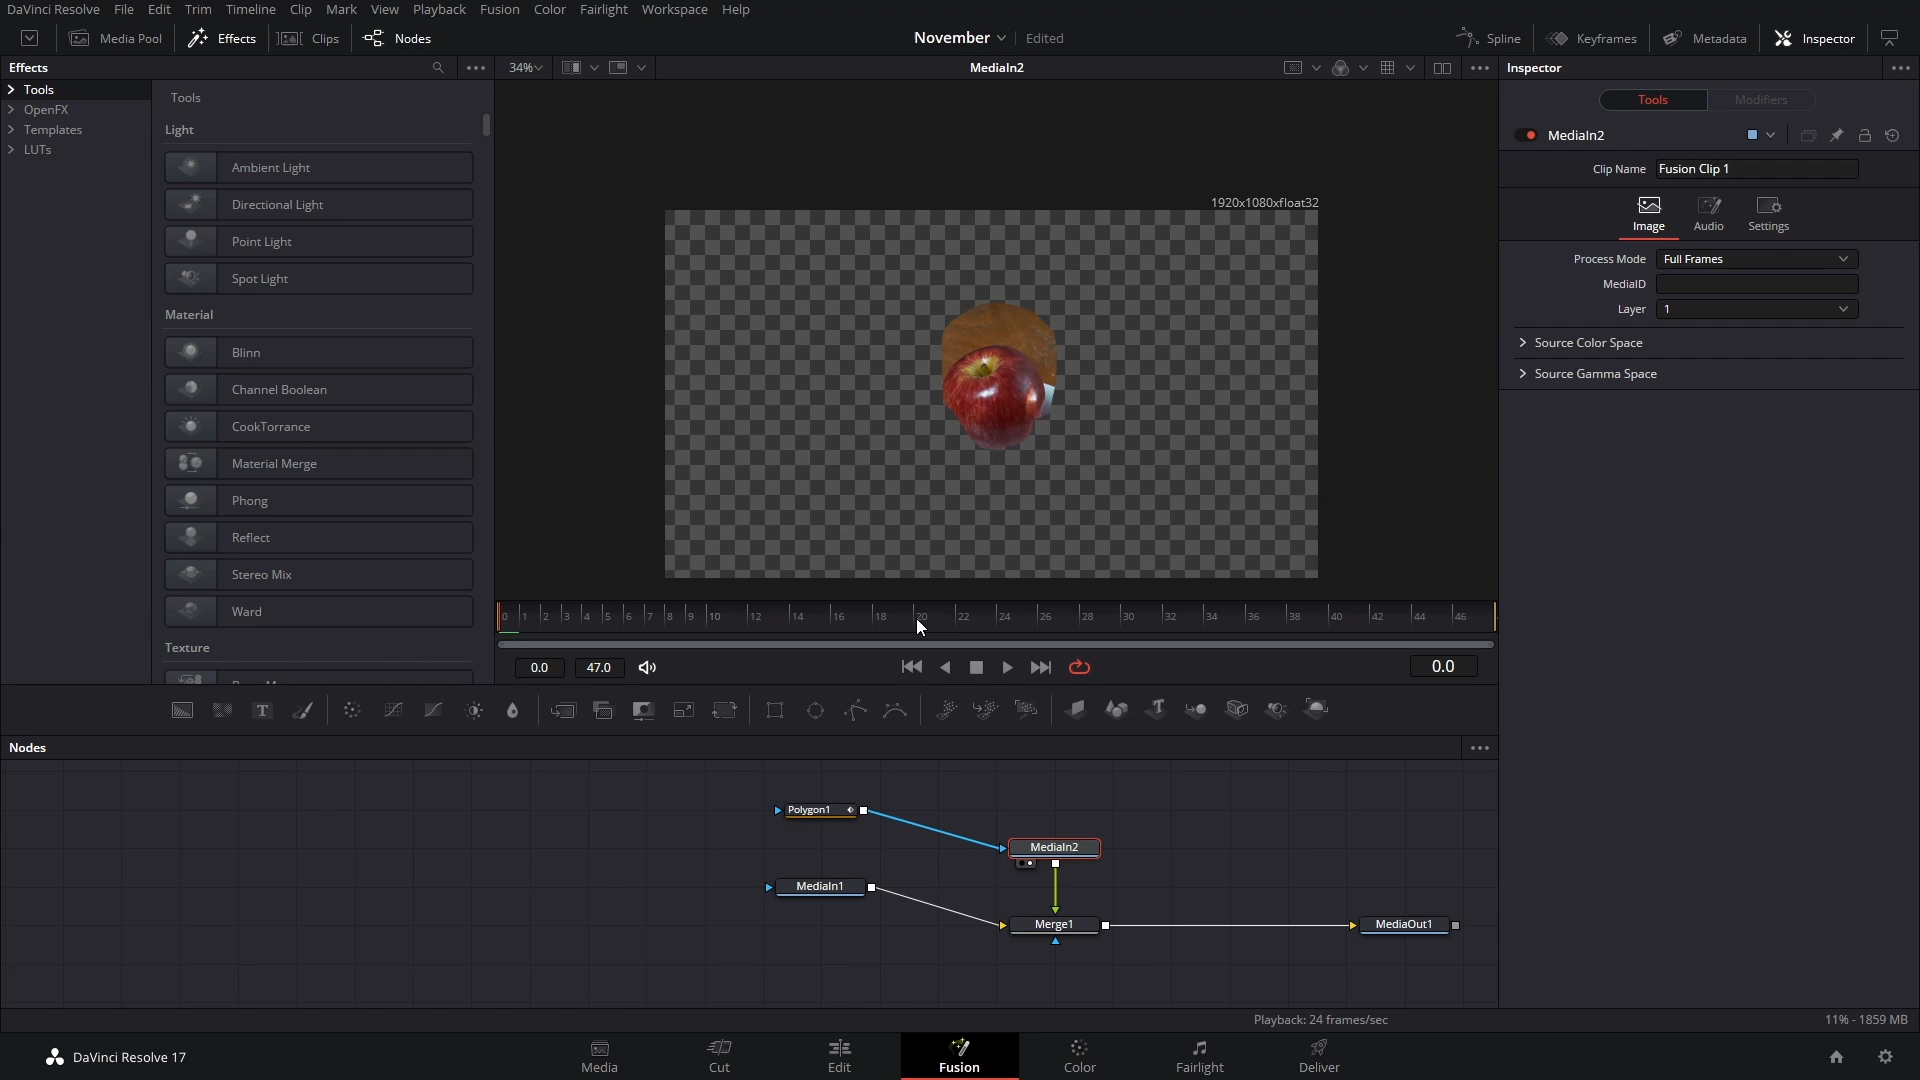 DaVinci Resolve File Edit Trim Timeline Clip Mark View Playback Fusion Color Fairlight Workspace Help
Media Pool Effects Clips Nodes November Edited Spline Keyframes Metadata Inspector
Effects 34% MediaIn2 Inspector
Tools
OpenFX
Templates
LUTs
Tools
Light
Ambient Light
Directional Light
Point Light
Spot Light
Material
Blinn
Channel Boolean
CookTorrance
Material Merge
Phong
Reflect
Stereo Mix
Ward
Texture
1920x1080xfloat32
0 1 2 3 4 5 6 7 8 9 10 12 14 16 18 20 22 24 26 28 30 32 34 36 38 40 42 44 46
0.0 47.0 0.0
Tools Modifiers
MediaIn2
Clip Name Fusion Clip 1
Image Audio Settings
Process Mode Full Frames
MediaID
Layer 1
Source Color Space
Source Gamma Space
T
Nodes
Polygon1
MediaIn2
MediaIn1
Merge1
MediaOut1
Playback: 24 frames/sec 11% - 1859 MB
DaVinci Resolve 17
Media Cut Edit Fusion Color Fairlight Deliver